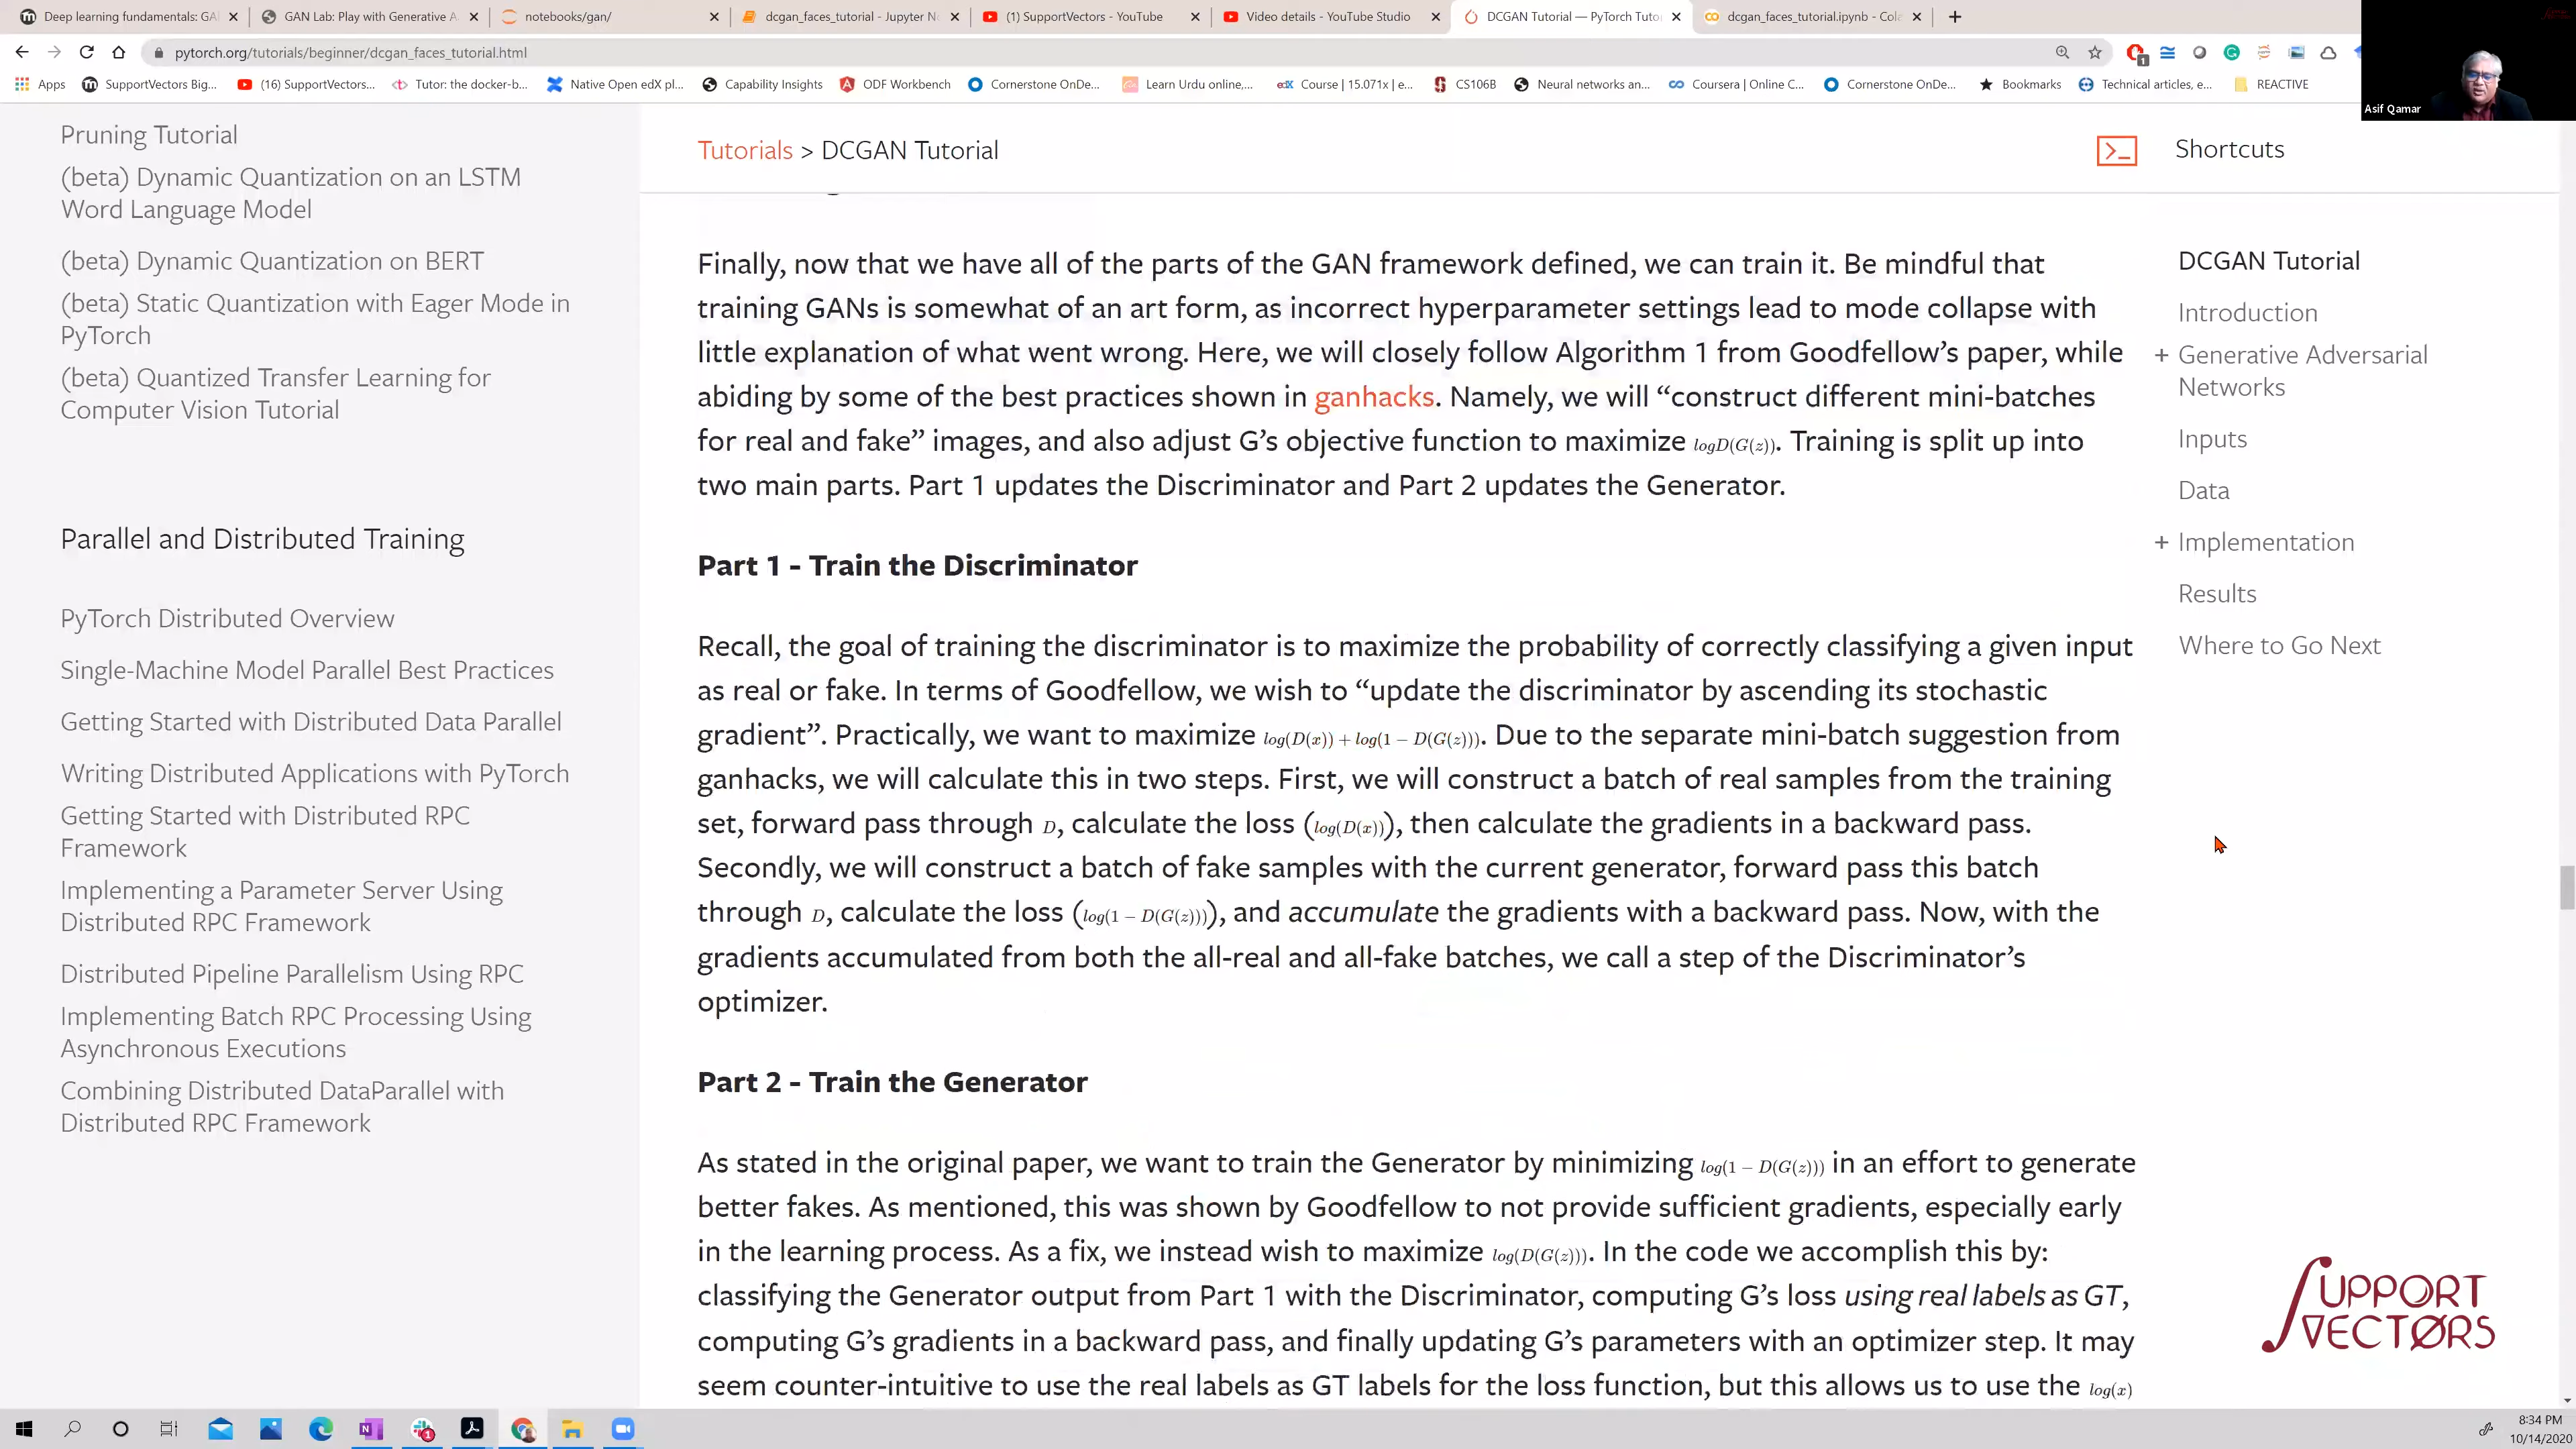 Deep learning fundamentals: GA
GAN Lab: Play with Generative A
notebooks/gan/
dcgan_faces_tutorial - Jupyter N
(1) SupportVectors - YouTube
Video details - YouTube Studio
DCGAN Tutorial — PyTorch Tuto
dcgan_faces_tutorial.ipynb - Cola
pytorch.org/tutorials/beginner/dcgan_faces_tutorial.html
Apps
SupportVectors Big...
(16) SupportVectors...
Tutor: the docker-b...
Native Open edX pl...
Capability Insights
ODF Workbench
Cornerstone OnDe...
Learn Urdu online,...
edX Course | 15.071x | e...
CS106B
Neural networks an...
Coursera | Online C...
Cornerstone OnDe...
Bookmarks
Technical articles, e...
REACTIVE
Asif Qamar
Pruning Tutorial
(beta) Dynamic Quantization on an LSTM
Word Language Model
(beta) Dynamic Quantization on BERT
(beta) Static Quantization with Eager Mode in
PyTorch
(beta) Quantized Transfer Learning for
Computer Vision Tutorial
Parallel and Distributed Training
PyTorch Distributed Overview
Single-Machine Model Parallel Best Practices
Getting Started with Distributed Data Parallel
Writing Distributed Applications with PyTorch
Getting Started with Distributed RPC
Framework
Implementing a Parameter Server Using
Distributed RPC Framework
Distributed Pipeline Parallelism Using RPC
Implementing Batch RPC Processing Using
Asynchronous Executions
Combining Distributed DataParallel with
Distributed RPC Framework
Tutorials > DCGAN Tutorial
Finally, now that we have all of the parts of the GAN framework defined, we can train it. Be mindful that
training GANs is somewhat of an art form, as incorrect hyperparameter settings lead to mode collapse with
little explanation of what went wrong. Here, we will closely follow Algorithm 1 from Goodfellow’s paper, while
abiding by some of the best practices shown in ganhacks. Namely, we will “construct different mini-batches
for real and fake” images, and also adjust G’s objective function to maximize logD(G(z)). Training is split up into
two main parts. Part 1 updates the Discriminator and Part 2 updates the Generator.
Part 1 - Train the Discriminator
Recall, the goal of training the discriminator is to maximize the probability of correctly classifying a given input
as real or fake. In terms of Goodfellow, we wish to “update the discriminator by ascending its stochastic
gradient”. Practically, we want to maximize log(D(x)) + log(1 − D(G(z))). Due to the separate mini-batch suggestion from
ganhacks, we will calculate this in two steps. First, we will construct a batch of real samples from the training
set, forward pass through D, calculate the loss (log(D(x))), then calculate the gradients in a backward pass.
Secondly, we will construct a batch of fake samples with the current generator, forward pass this batch
through D, calculate the loss (log(1 − D(G(z)))), and accumulate the gradients with a backward pass. Now, with the
gradients accumulated from both the all-real and all-fake batches, we call a step of the Discriminator’s
optimizer.
Part 2 - Train the Generator
As stated in the original paper, we want to train the Generator by minimizing log(1 − D(G(z))) in an effort to generate
better fakes. As mentioned, this was shown by Goodfellow to not provide sufficient gradients, especially early
in the learning process. As a fix, we instead wish to maximize log(D(G(z))). In the code we accomplish this by:
classifying the Generator output from Part 1 with the Discriminator, computing G’s loss using real labels as GT,
computing G’s gradients in a backward pass, and finally updating G’s parameters with an optimizer step. It may
seem counter-intuitive to use the real labels as GT labels for the loss function, but this allows us to use the log(x)
Shortcuts
DCGAN Tutorial
Introduction
+ Generative Adversarial
Networks
Inputs
Data
+ Implementation
Results
Where to Go Next
SUPPORT
VECTORS
8:34 PM
10/14/2020